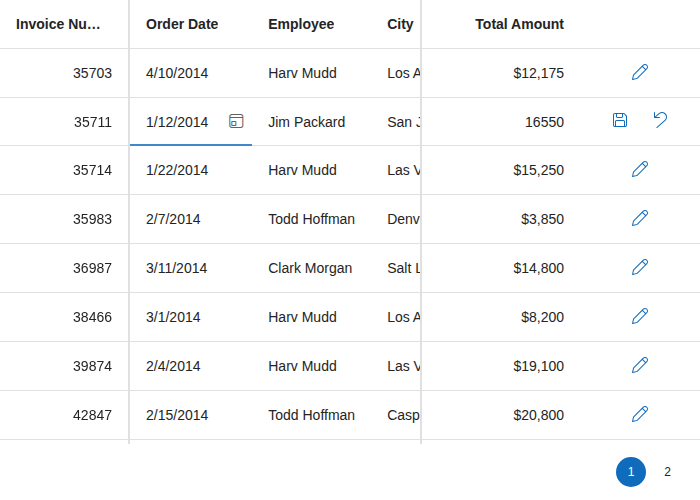 Invoice Nu… Order Date Employee City Total Amount
35703 4/10/2014 Harv Mudd Los A $12,175
35711 1/12/2014 Jim Packard San J 16550
35714 1/22/2014 Harv Mudd Las V $15,250
35983 2/7/2014 Todd Hoffman Denv $3,850
36987 3/11/2014 Clark Morgan Salt L $14,800
38466 3/1/2014 Harv Mudd Los A $8,200
39874 2/4/2014 Harv Mudd Las V $19,100
42847 2/15/2014 Todd Hoffman Casp $20,800
1 2